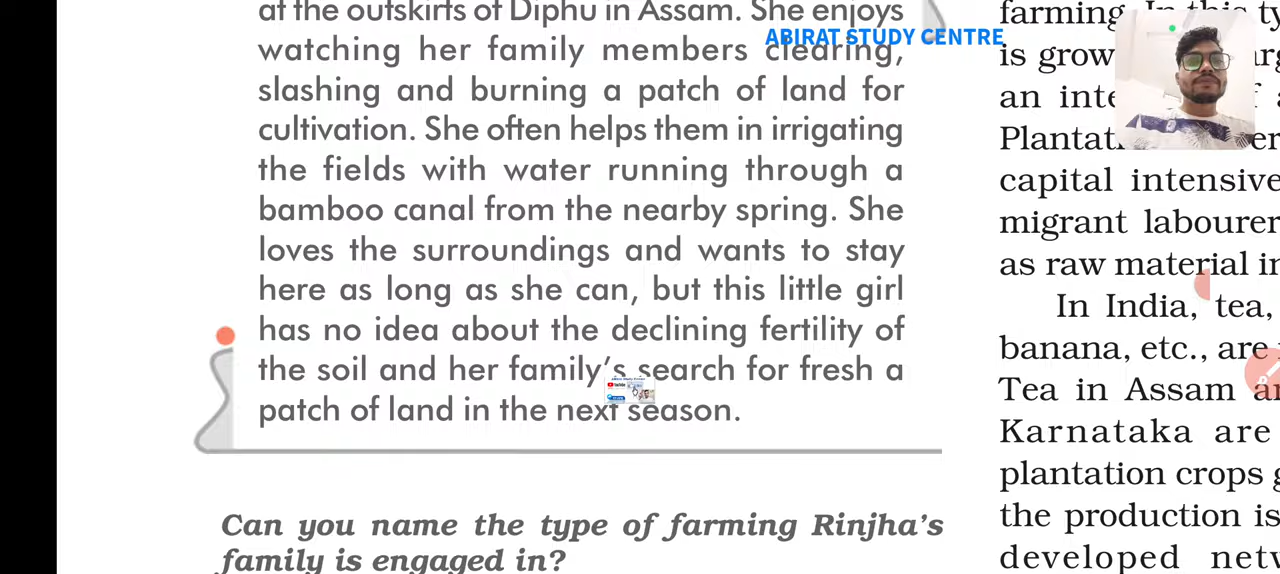 at the outskirts of Diphu in Assam. She enjoys
watching her family members clearing,
slashing and burning a patch of land for
cultivation. She often helps them in irrigating
the fields with water running through a
bamboo canal from the nearby spring. She
loves the surroundings and wants to stay
here as long as she can, but this little girl
has no idea about the declining fertility of
the soil and her family's search for fresh a
patch of land in the next season.
Can you name the type of farming Rinjha's
family is engaged in?
ABIRAT STUDY CENTRE
farming. In this
is
an
capital intensive
migrant
as raw material
In India, tea,
banana, etc., are
Tea in Assam
Karnataka are
plantation crops
the production is
developed